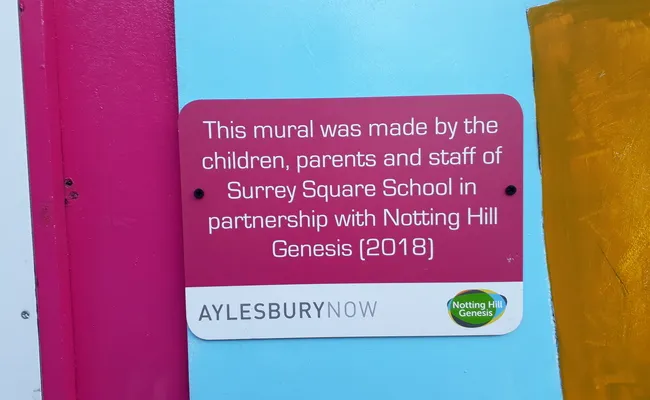 This mural was made by the
children, parents and staff of
Surrey Square School in
partnership with Notting Hill
Genesis (2018)
AYLESBURYNOW
Notting Hill
Genesis